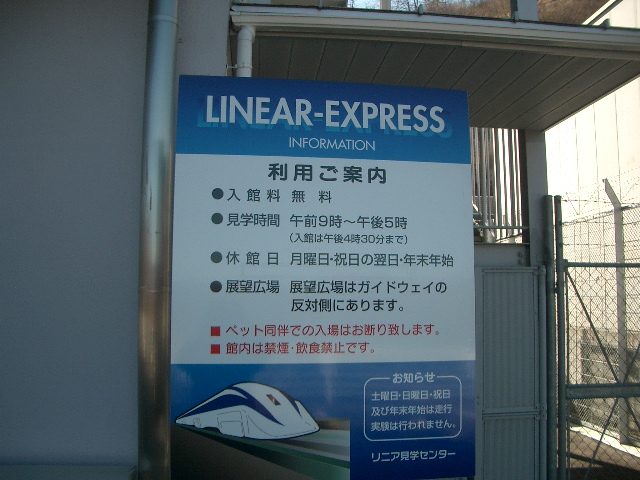 LINEAR-EXPRESS
INFORMATION
利用ご案内
●入館料 無料
●見学時間 午前9時～午後5時
(入館は午後4時30分まで)
●休館日 月曜日・祝日の翌日・年末年始
●展望広場 展望広場はガイドウェイの
反対側にあります。
■ペット同伴での入場はお断り致します。
■館内は禁煙・飲食禁止です。
お知らせ
土曜日・日曜日・祝日
及び年末年始は走行
実験は行われません。
リニア見学センター